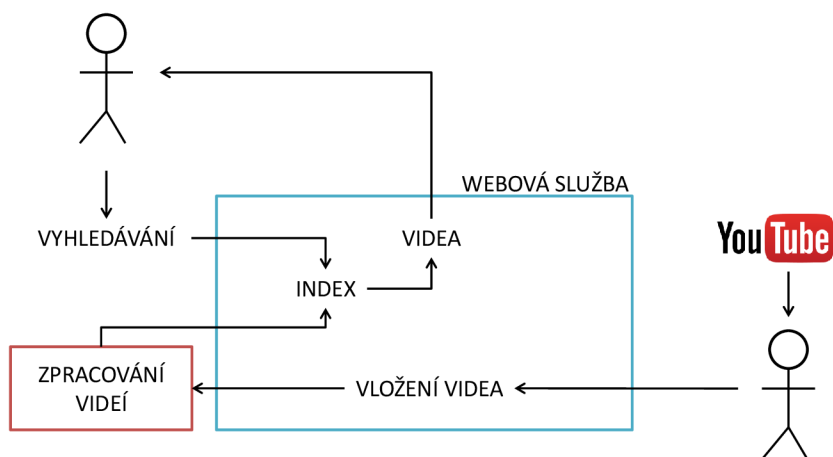 WEBOVÁ SLUŽBA
VYHLEDÁVÁNÍ
VIDEA
YouTube
INDEX
ZPRACOVÁNÍ
VIDEÍ
VLOŽENÍ VIDEA